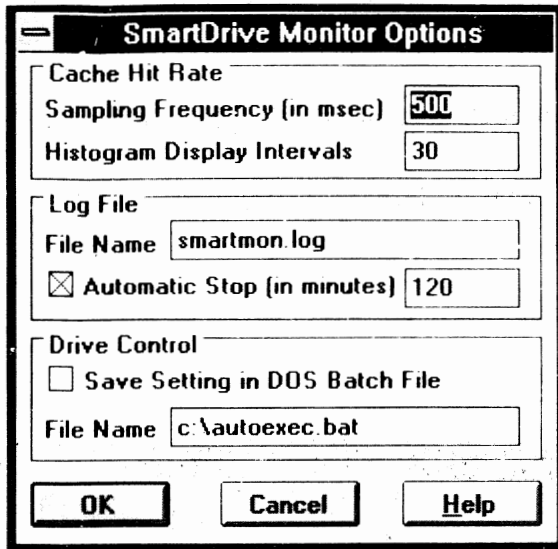 SmartDrive Monitor Options
Cache Hit Rate
Sampling Frequency (in msec) 500
Histogram Display Intervals 30
Log File
File Name smartmon.log
Automatic Stop (in minutes) 120
Drive Control
Save Setting in DOS Batch File
File Name c:\autoexec.bat
OK Cancel Help